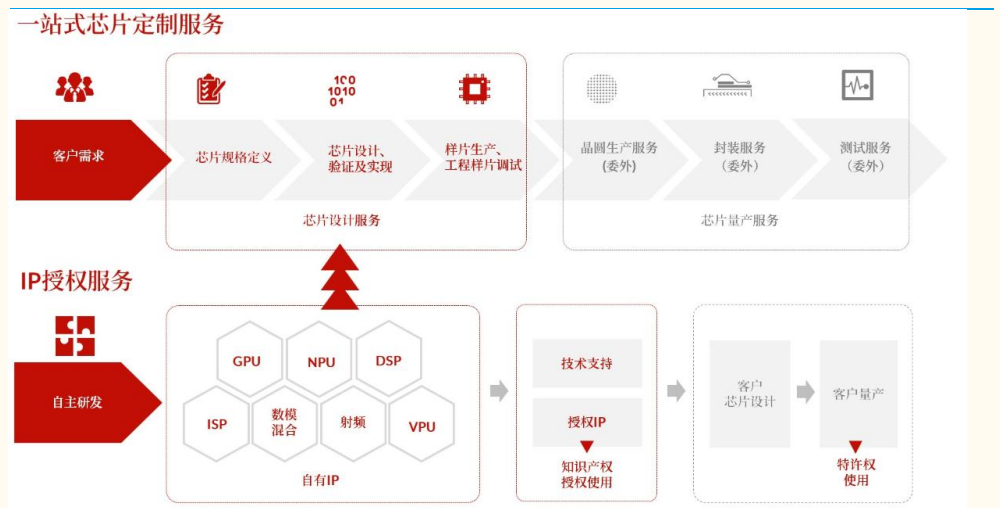 一站式芯片定制服务
100
1010
01
客户需求
芯片规格定义
芯片设计、
验证及实现
样片生产、
工程样片调试
晶圆生产服务
(委外)
封装服务
（委外）
测试服务
（委外）
芯片设计服务
芯片量产服务
IP授权服务
自主研发
GPU
NPU
DSP
ISP
数模
混合
射频
VPU
自有IP
技术支持
授权IP
知识产权
授权使用
客户
芯片设计
客户量产
特许权
使用